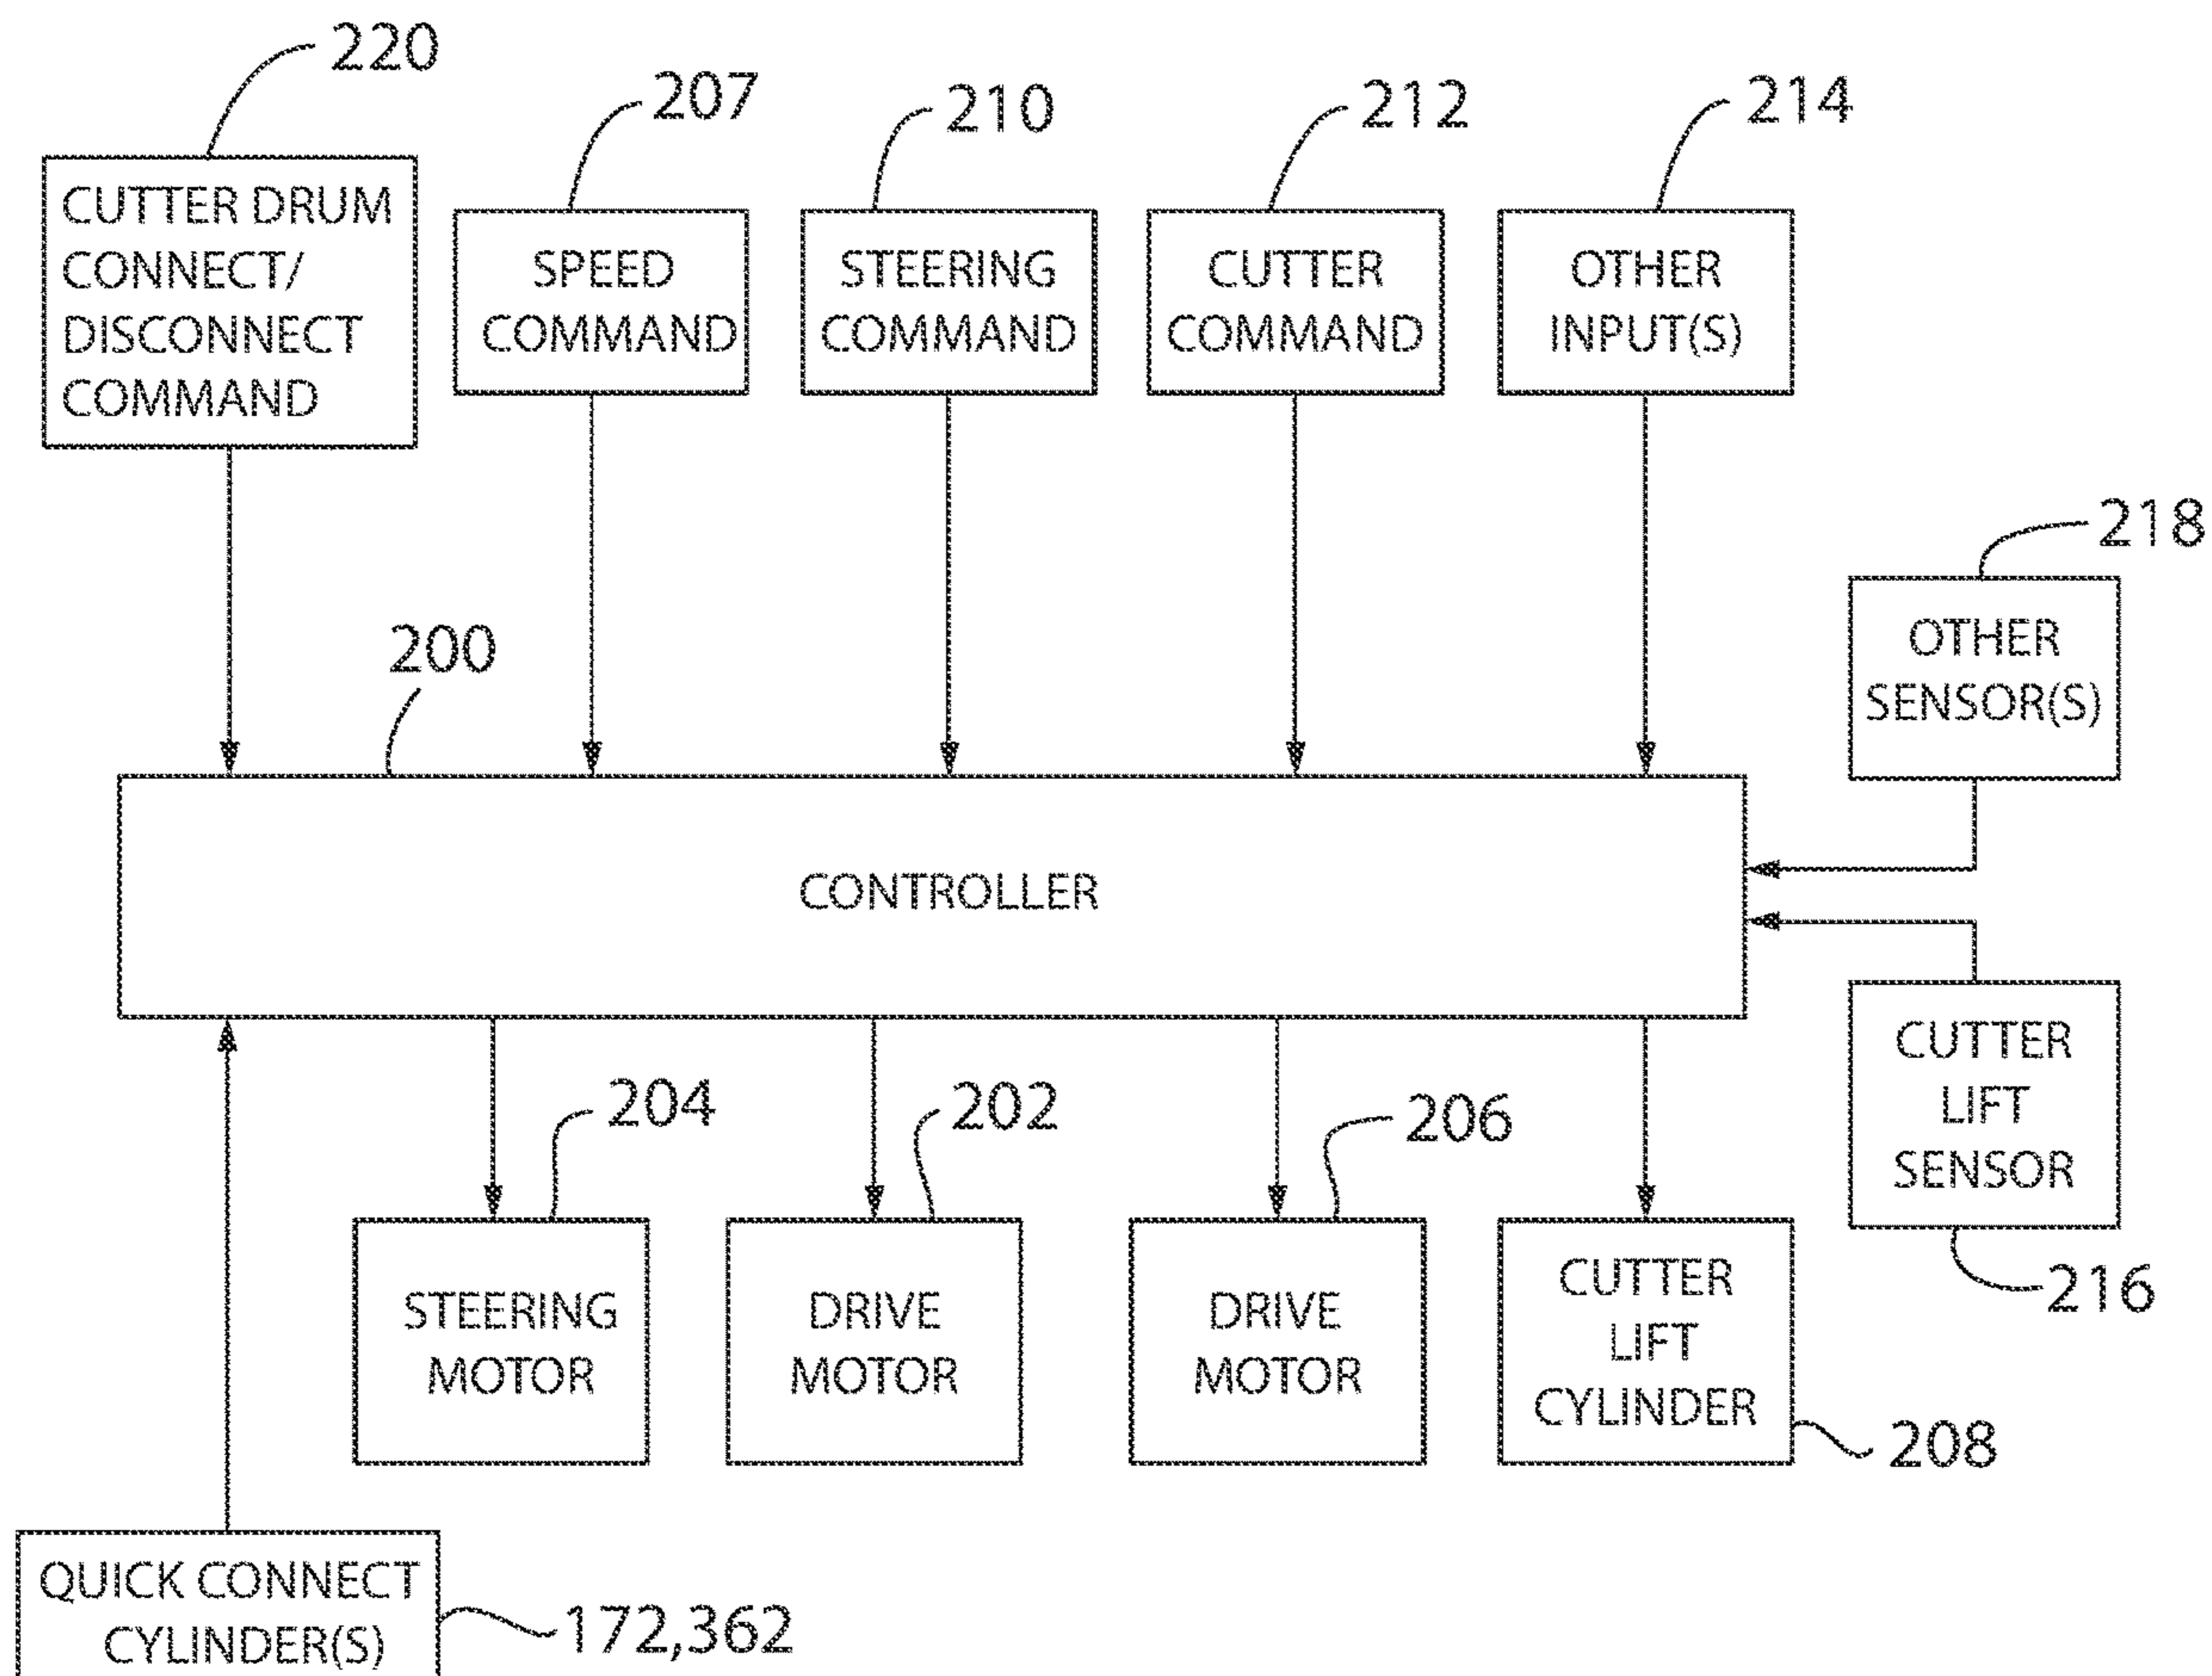 220
207
210
212
214
CUTTER DRUM
CONNECT/
DISCONNECT
COMMAND
SPEED
COMMAND
STEERING
COMMAND
CUTTER
COMMAND
OTHER
INPUT(S)
218
OTHER
SENSOR(S)
200
CONTROLLER
CUTTER
LIFT
SENSOR
216
204
202
206
STEERING
MOTOR
DRIVE
MOTOR
DRIVE
MOTOR
CUTTER
LIFT
CYLINDER
208
QUICK CONNECT
CYLINDER(S)
172,362